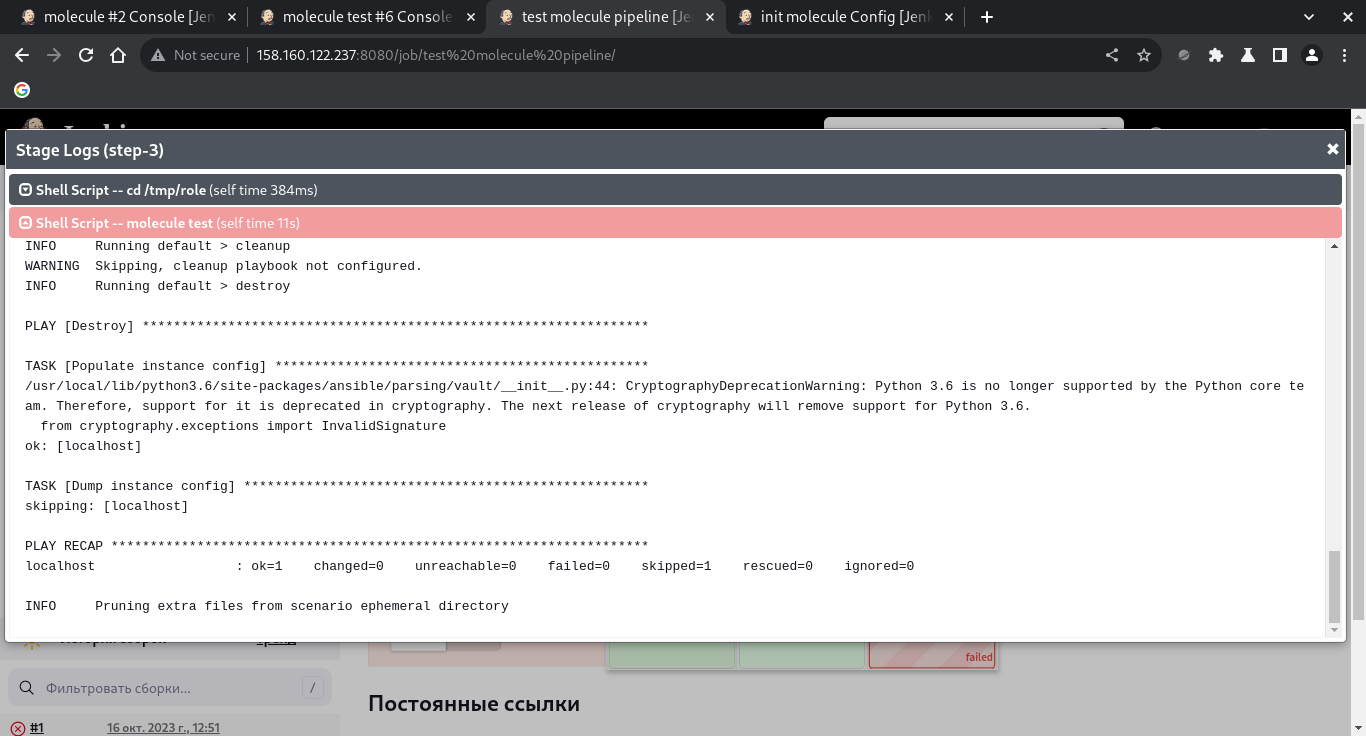 molecule #2 Console [Jen
molecule test #6 Console
test molecule pipeline [Je
init molecule Config [Jenk
Not secure
158.160.122.237:8080/job/test%20molecule%20pipeline/
Stage Logs (step-3)
Shell Script -- cd /tmp/role (self time 384ms)
Shell Script -- molecule test (self time 11s)
INFO     Running default > cleanup
WARNING  Skipping, cleanup playbook not configured.
INFO     Running default > destroy
PLAY [Destroy] *****************************************************************
TASK [Populate instance config] ************************************************
/usr/local/lib/python3.6/site-packages/ansible/parsing/vault/__init__.py:44: CryptographyDeprecationWarning: Python 3.6 is no longer supported by the Python core te
am. Therefore, support for it is deprecated in cryptography. The next release of cryptography will remove support for Python 3.6.
  from cryptography.exceptions import InvalidSignature
ok: [localhost]
TASK [Dump instance config] ****************************************************
skipping: [localhost]
PLAY RECAP *********************************************************************
localhost                  : ok=1    changed=0    unreachable=0    failed=0    skipped=1    rescued=0    ignored=0
INFO     Pruning extra files from scenario ephemeral directory
failed
Фильтровать сборки...
/
Постоянные ссылки
#1
16 окт. 2023 г., 12:51